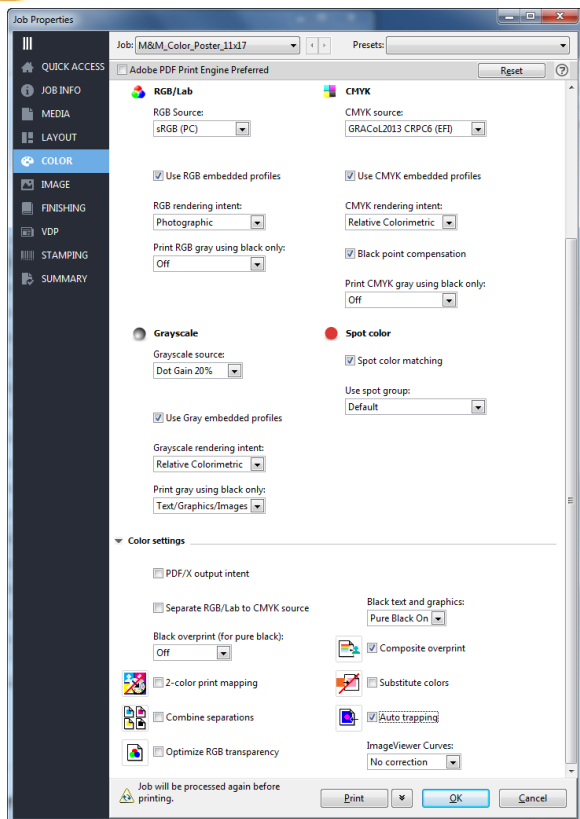 Job Properties
Job: M&M_Color_Poster_11x17
Presets:
QUICK ACCESS
JOB INFO
MEDIA
LAYOUT
COLOR
IMAGE
FINISHING
VDP
STAMPING
SUMMARY
Adobe PDF Print Engine Preferred
Reset
?
RGB/Lab
RGB Source:
sRGB (PC)
Use RGB embedded profiles
RGB rendering intent:
Photographic
Print RGB gray using black only:
Off
CMYK
CMYK source:
GRACoL2013 CRPC6 (EFI)
Use CMYK embedded profiles
CMYK rendering intent:
Relative Colorimetric
Black point compensation
Print CMYK gray using black only:
Off
Grayscale
Grayscale source:
Dot Gain 20%
Use Gray embedded profiles
Grayscale rendering intent:
Relative Colorimetric
Print gray using black only:
Text/Graphics/Images
Spot color
Spot color matching
Use spot group:
Default
Color settings
PDF/X output intent
Separate RGB/Lab to CMYK source
Black overprint (for pure black):
Off
2-color print mapping
Combine separations
Optimize RGB transparency
Black text and graphics:
Pure Black On
Composite overprint
Substitute colors
Auto trapping
ImageViewer Curves:
No correction
Job will be processed again before
printing.
Print
OK
Cancel